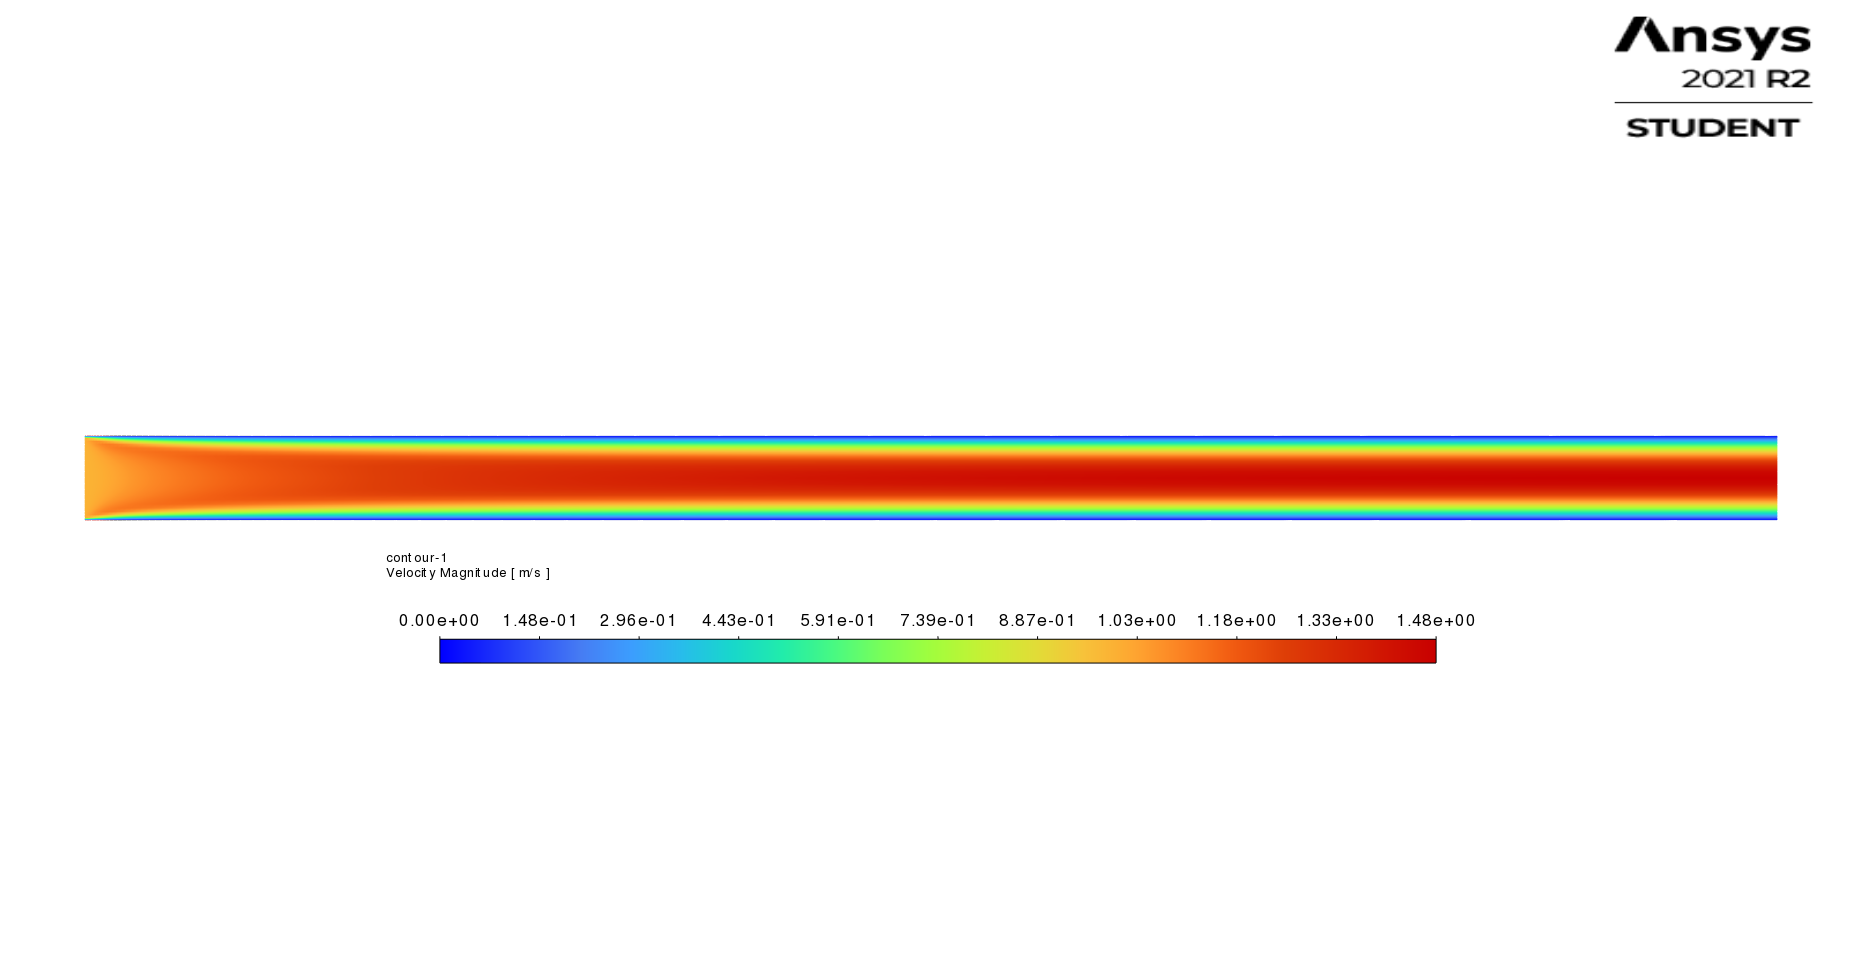 Ansys
2021 R2
STUDENT
contour-1
Velocity Magnitude [ m/s ]
0.00e+00 1.48e-01 2.96e-01 4.43e-01 5.91e-01 7.39e-01 8.87e-01 1.03e+00 1.18e+00 1.33e+00 1.48e+00